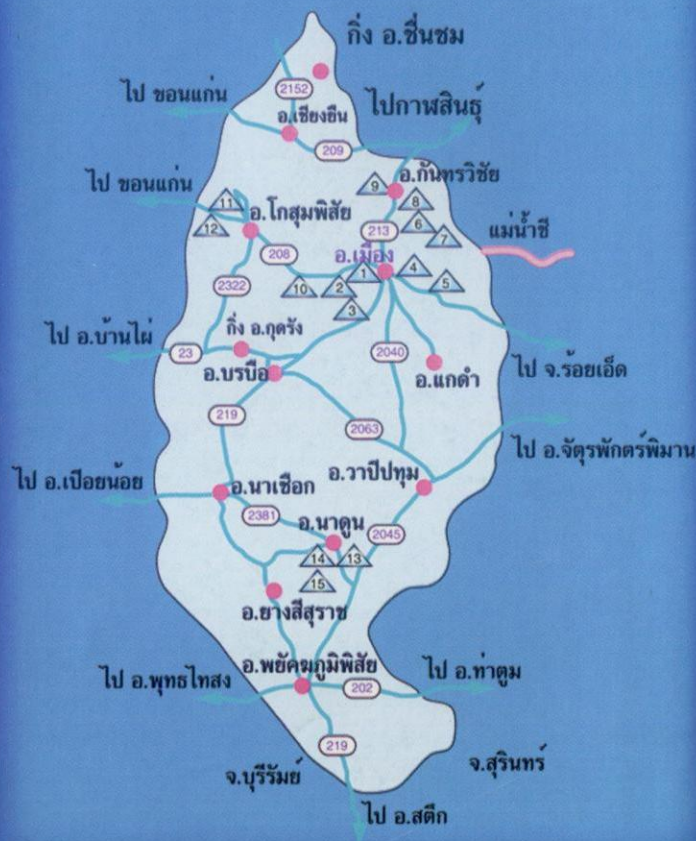 กิ่ง อ.ชื่นชม
ไป ขอนแก่น
2152
ไปกาฬสินธุ์
อ.เชียงยืน
209
อ.กันทรวิชัย
ไป ขอนแก่น
9
11
8
อ.โกสุมพิสัย
12
6
213
7
แม่น้ำชี
208
อ.เมือง
1
4
2322
10
2
5
3
กิ่ง อ.กุดรัง
ไป อ.บ้านไผ่
23
2040
อ.บรบือ
อ.แกดำ
ไป จ.ร้อยเอ็ด
219
2063
ไป อ.จัตุรพักตร์พิมาน
อ.วาปีปทุม
ไป อ.เปือยน้อย
อ.นาเชือก
2381
อ.นาดูน
2045
14
13
15
อ.ยางสีสุราช
อ.พยัคฆภูมิพิสัย
ไป อ.ท่าตูม
ไป อ.พุทธไทสง
202
219
จ.บุรีรัมย์
จ.สุรินทร์
ไป อ.สตึก